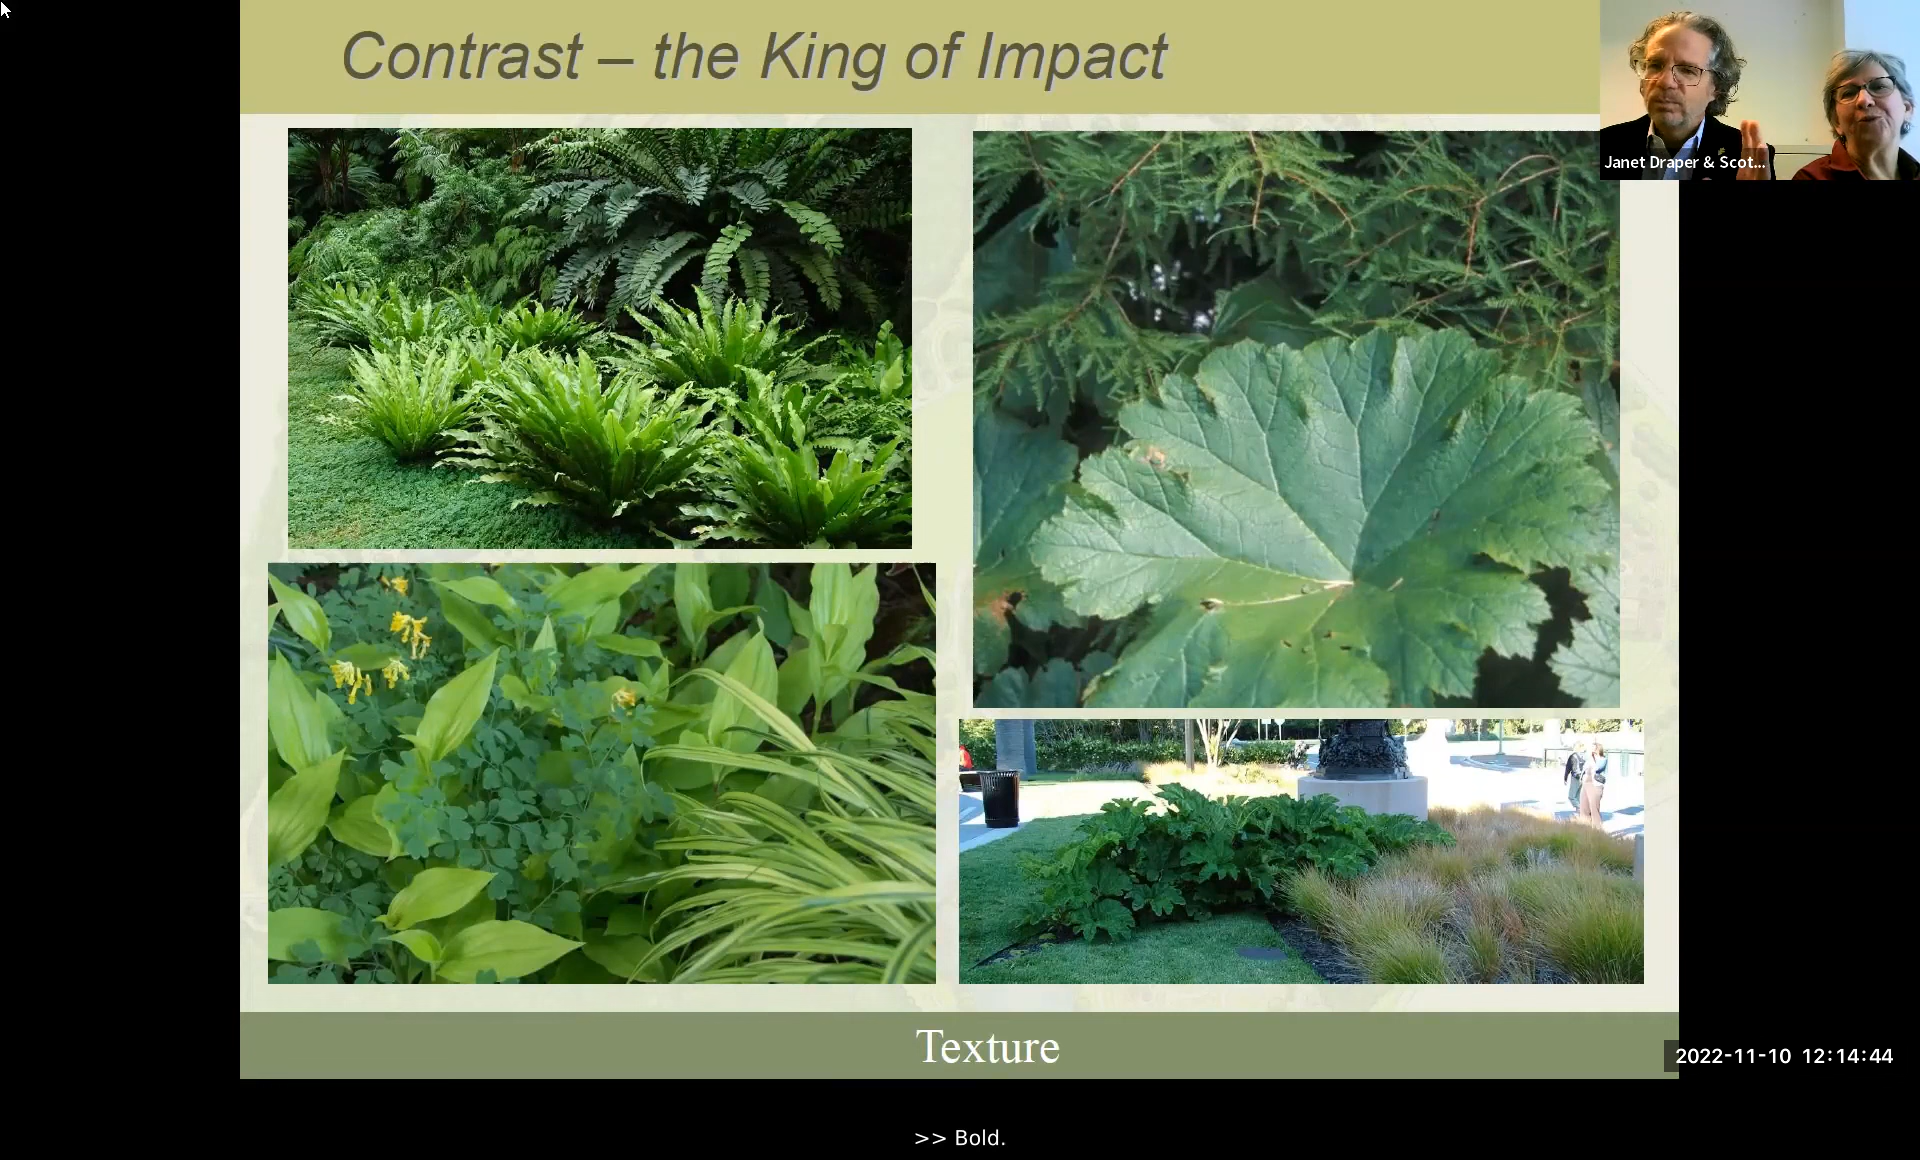 Contrast – the King of Impact
Janet Draper & Scot...
Texture
2022-11-10 12:14:44
>> Bold.